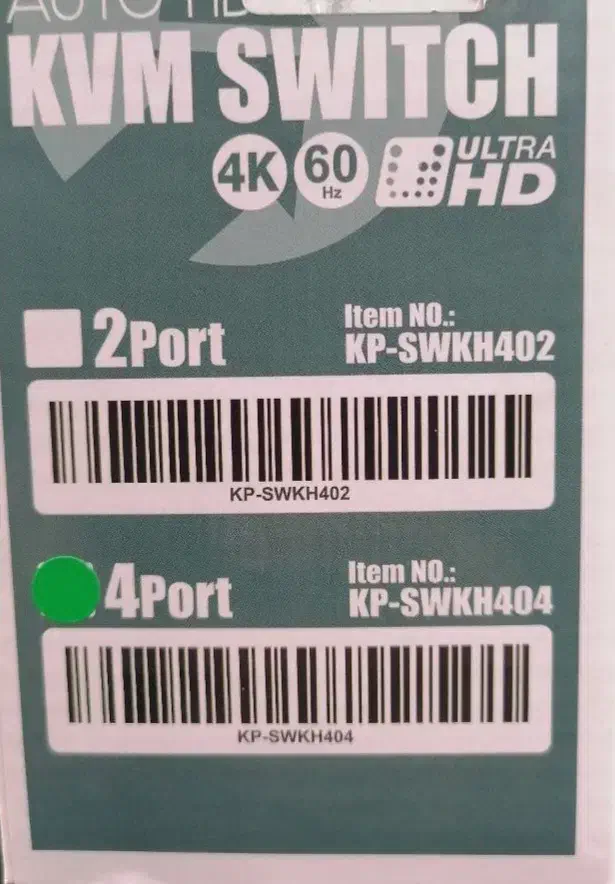 KVM SWITCH
4K 60 Hz ULTRA HD
2Port
Item NO.:
KP-SWKH402
KP-SWKH402
4Port
Item NO.:
KP-SWKH404
KP-SWKH404